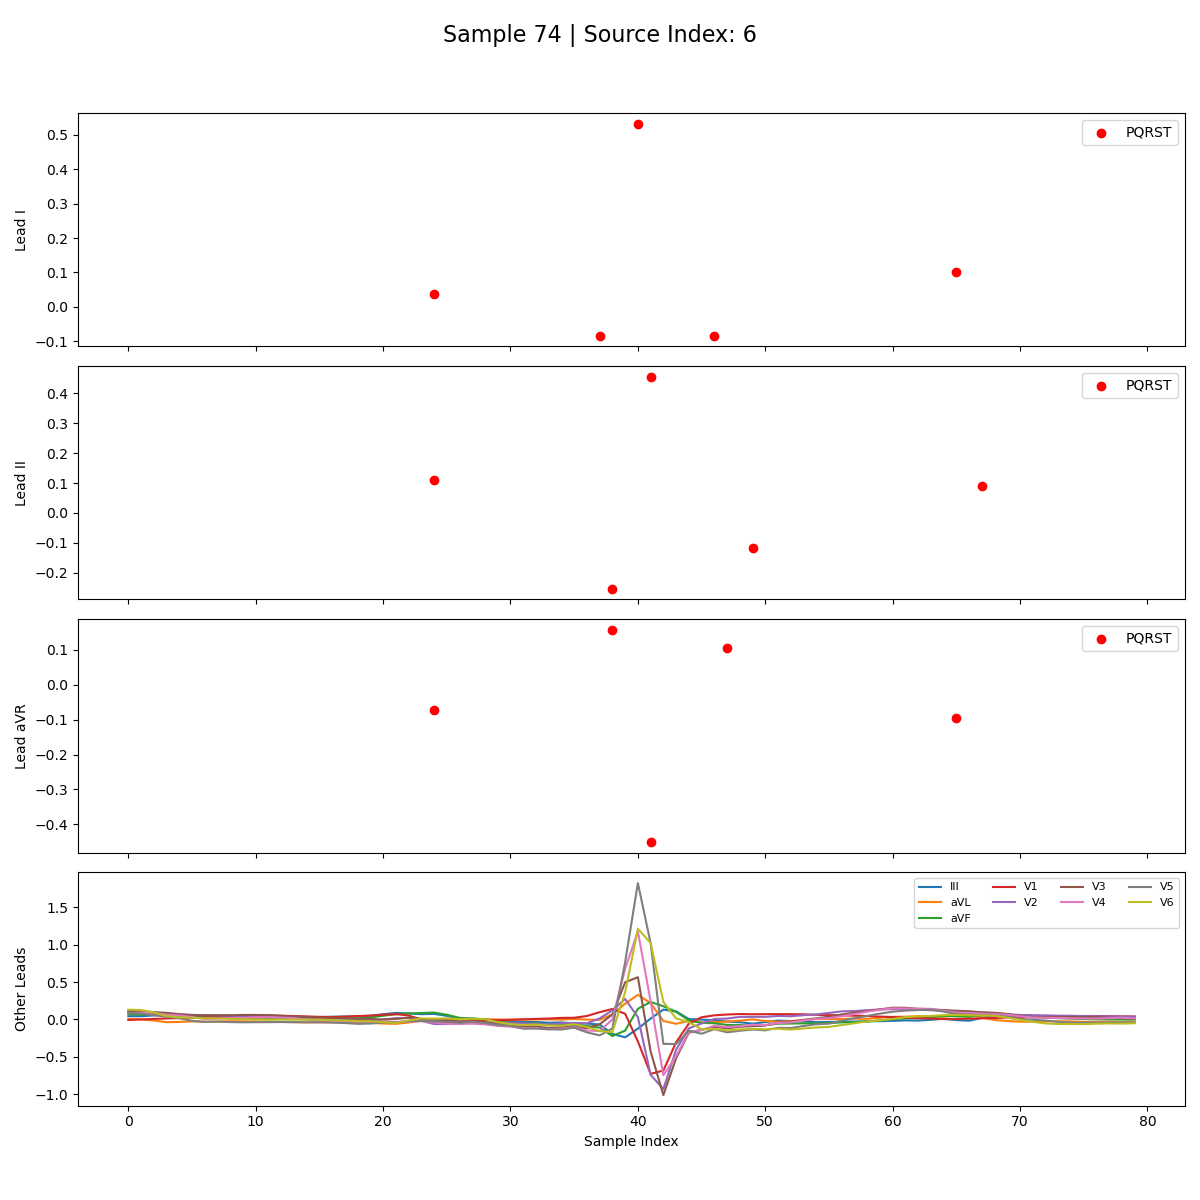 Sample 74 | Source Index: 6
Lead I
0.5
0.4
0.3
0.2
0.1
0.0
−0.1
PQRST
Lead II
0.4
0.3
0.2
0.1
0.0
−0.1
−0.2
PQRST
Lead aVR
0.1
0.0
−0.1
−0.2
−0.3
−0.4
PQRST
Other Leads
1.5
1.0
0.5
0.0
−0.5
−1.0
III V1 V3 V5
aVL V2 V4 V6
aVF
0 10 20 30 40 50 60 70 80
Sample Index